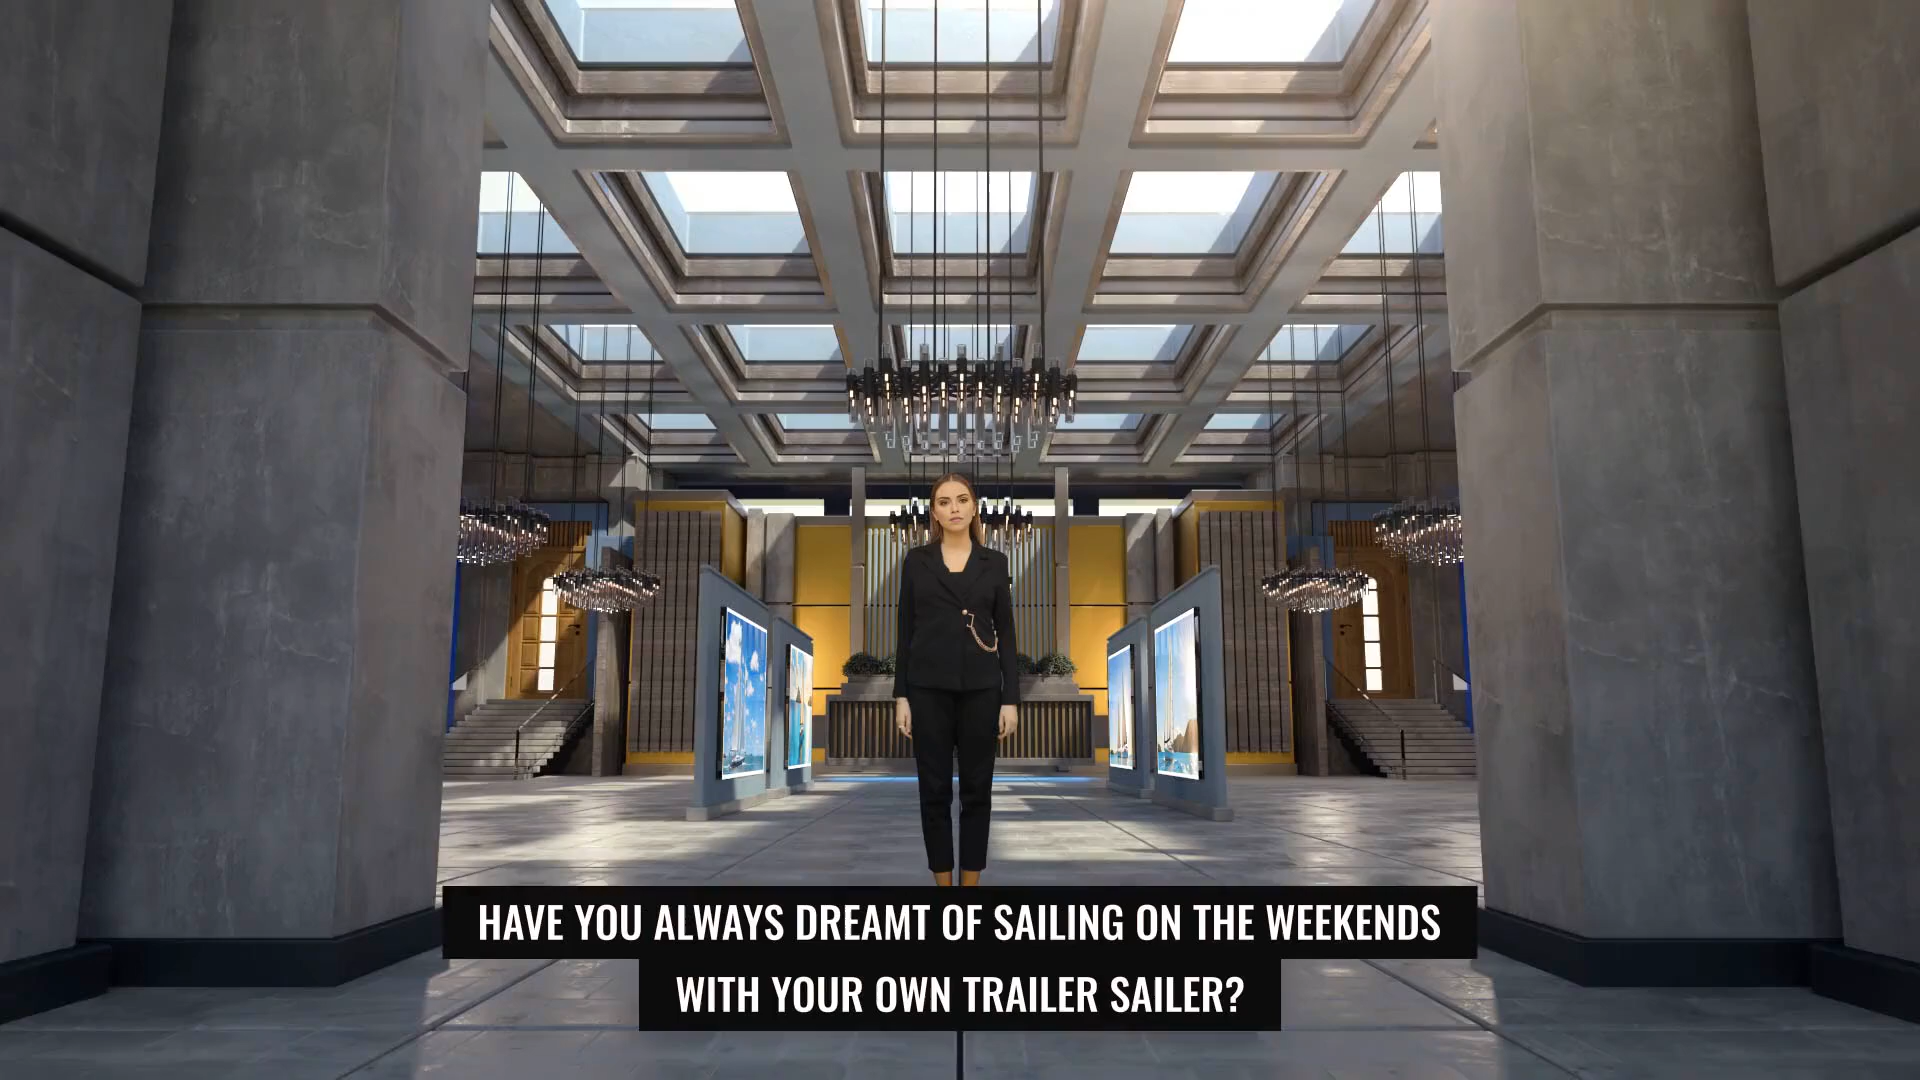 HAVE YOU ALWAYS DREAMT OF SAILING ON THE WEEKENDS
WITH YOUR OWN TRAILER SAILER?